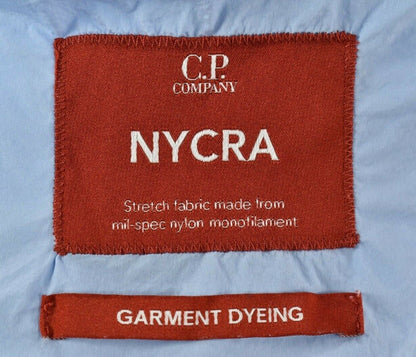 C.P.
COMPANY
NYCRA
Stretch fabric made from
mil-spec nylon monofilament
GARMENT DYEING